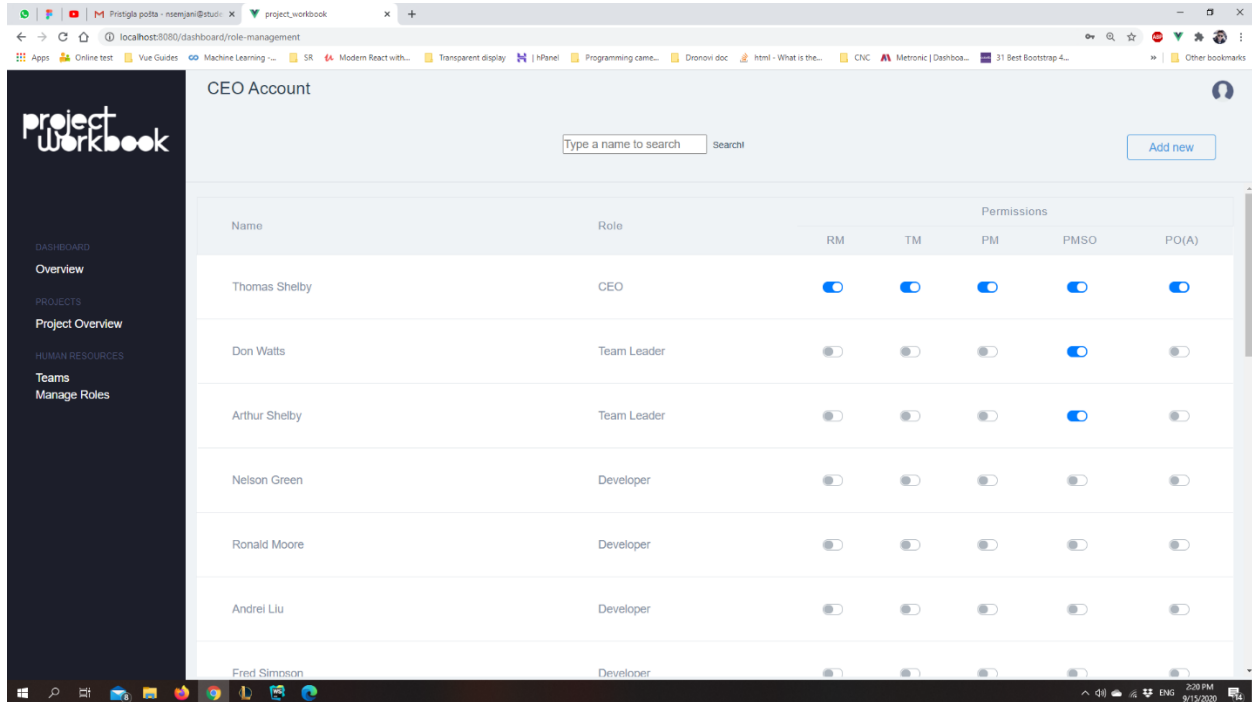 Pristigla pošta - nsemjani@stude
project_workbook
localhost:8080/dashboard/role-management
Apps Online test Vue Guides Machine Learning -... SR Modern React with... Transparent display | hPanel Programming came... Dronovi doc html - What is the... CNC Metronic | Dashboa... 31 Best Bootstrap 4... » Other bookmarks
project workbook
CEO Account
Type a name to search Search!
Add new
DASHBOARD
Overview
PROJECTS
Project Overview
HUMAN RESOURCES
Teams
Manage Roles
Name Role Permissions
RM TM PM PMSO PO(A)
Thomas Shelby CEO
Don Watts Team Leader
Arthur Shelby Team Leader
Nelson Green Developer
Ronald Moore Developer
Andrei Liu Developer
Fred Simpson Developer
ENG 2:20 PM
9/15/2020